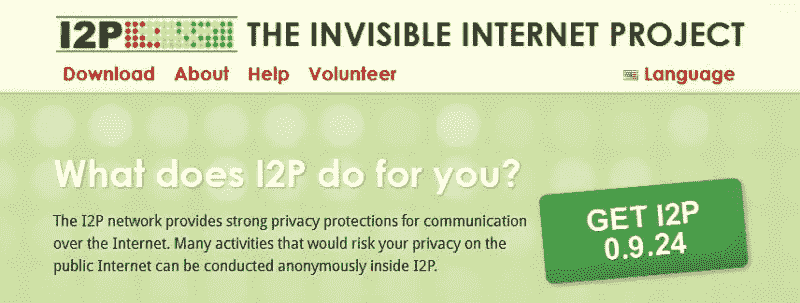 I2P THE INVISIBLE INTERNET PROJECT
Download About Help Volunteer Language
What does I2P do for you?
The I2P network provides strong privacy protections for communication
over the Internet. Many activities that would risk your privacy on the
public Internet can be conducted anonymously inside I2P.
GET I2P
0.9.24